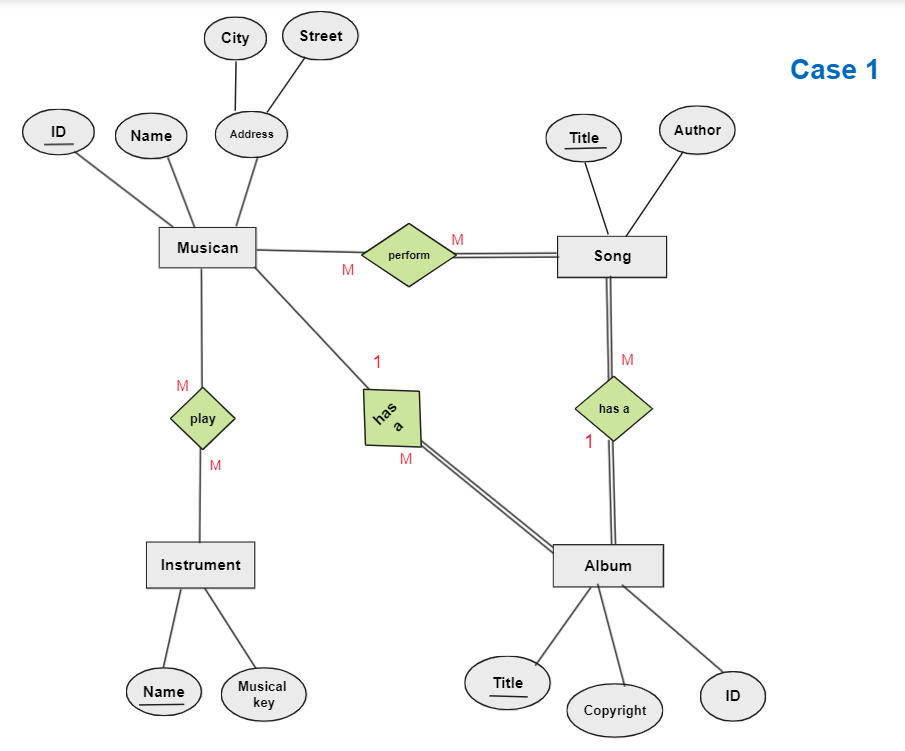 City
Street
Case 1
ID
Name
Address
Title
Author
Musican
perform
M
M
Song
1
M
M
play
M
has
a
M
has a
1
Instrument
Album
Name
Musical
key
Title
Copyright
ID